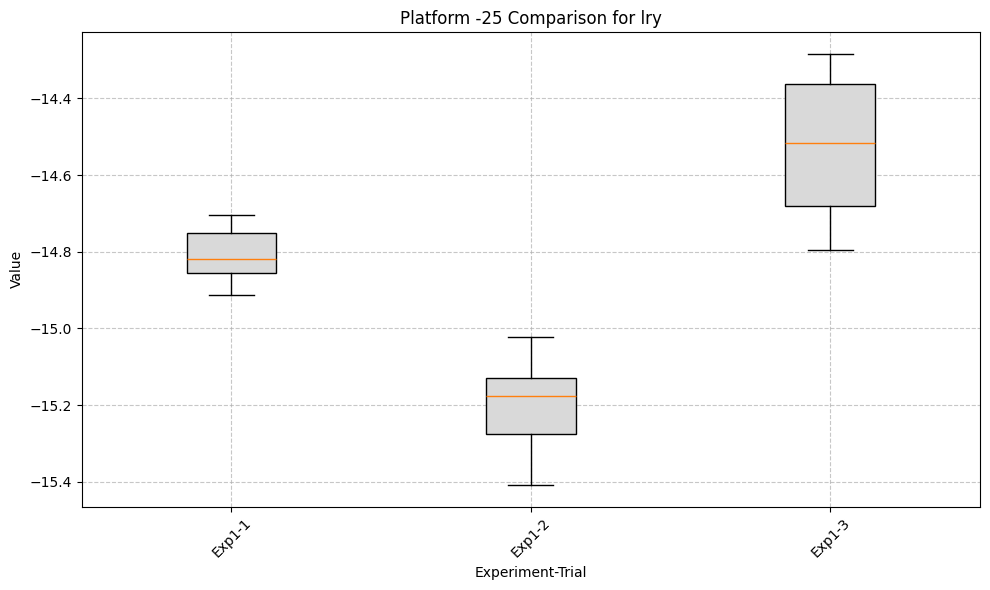 Platform -25 Comparison for lry
−14.4
−14.6
−14.8
−15.0
−15.2
−15.4
Value
Exp1-1
Exp1-2
Exp1-3
Experiment-Trial